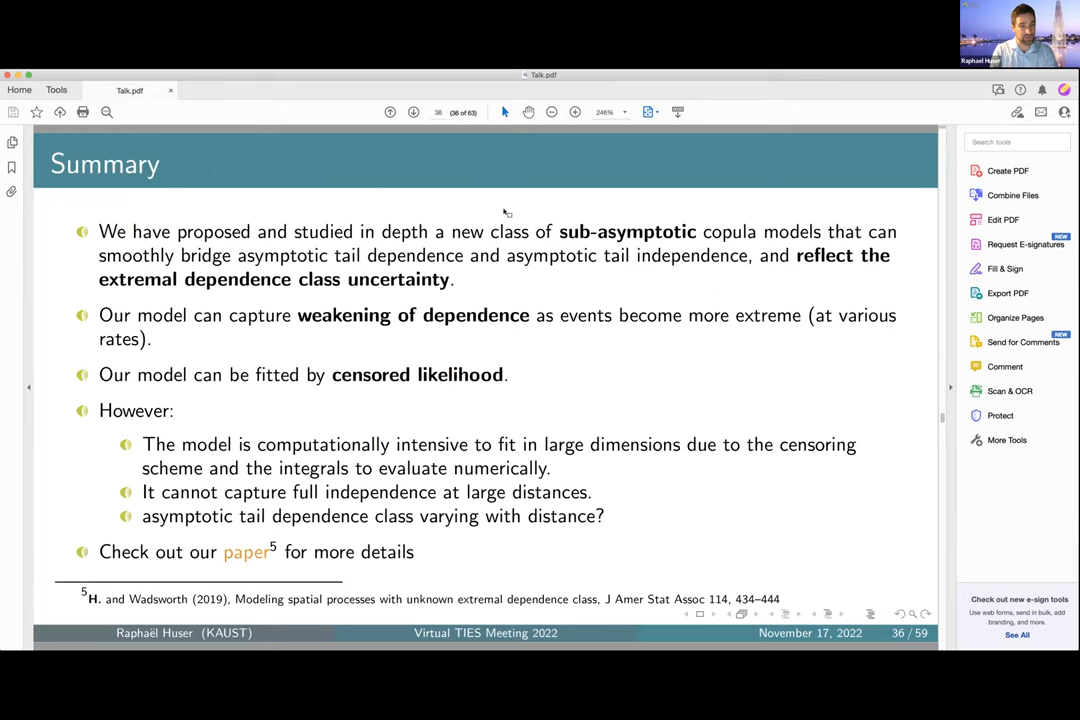 Raphael Huser
Talk.pdf
Home Tools Talk.pdf ×
36 (36 of 63) 246%
Search tools
Create PDF
Combine Files
Edit PDF
NEW
Request E-signatures
Fill & Sign
Export PDF
Organize Pages
NEW
Send for Comments
Comment
Scan & OCR
Protect
More Tools
Check out new e-sign tools
Use web forms, send in bulk, add
branding, and more.
See All
Summary
We have proposed and studied in depth a new class of sub-asymptotic copula models that can
smoothly bridge asymptotic tail dependence and asymptotic tail independence, and reflect the
extremal dependence class uncertainty.
Our model can capture weakening of dependence as events become more extreme (at various
rates).
Our model can be fitted by censored likelihood.
However:
The model is computationally intensive to fit in large dimensions due to the censoring
scheme and the integrals to evaluate numerically.
It cannot capture full independence at large distances.
asymptotic tail dependence class varying with distance?
Check out our paper⁵ for more details
⁵H. and Wadsworth (2019), Modeling spatial processes with unknown extremal dependence class, J Amer Stat Assoc 114, 434–444
Raphaël Huser (KAUST) Virtual TIES Meeting 2022 November 17, 2022 36 / 59